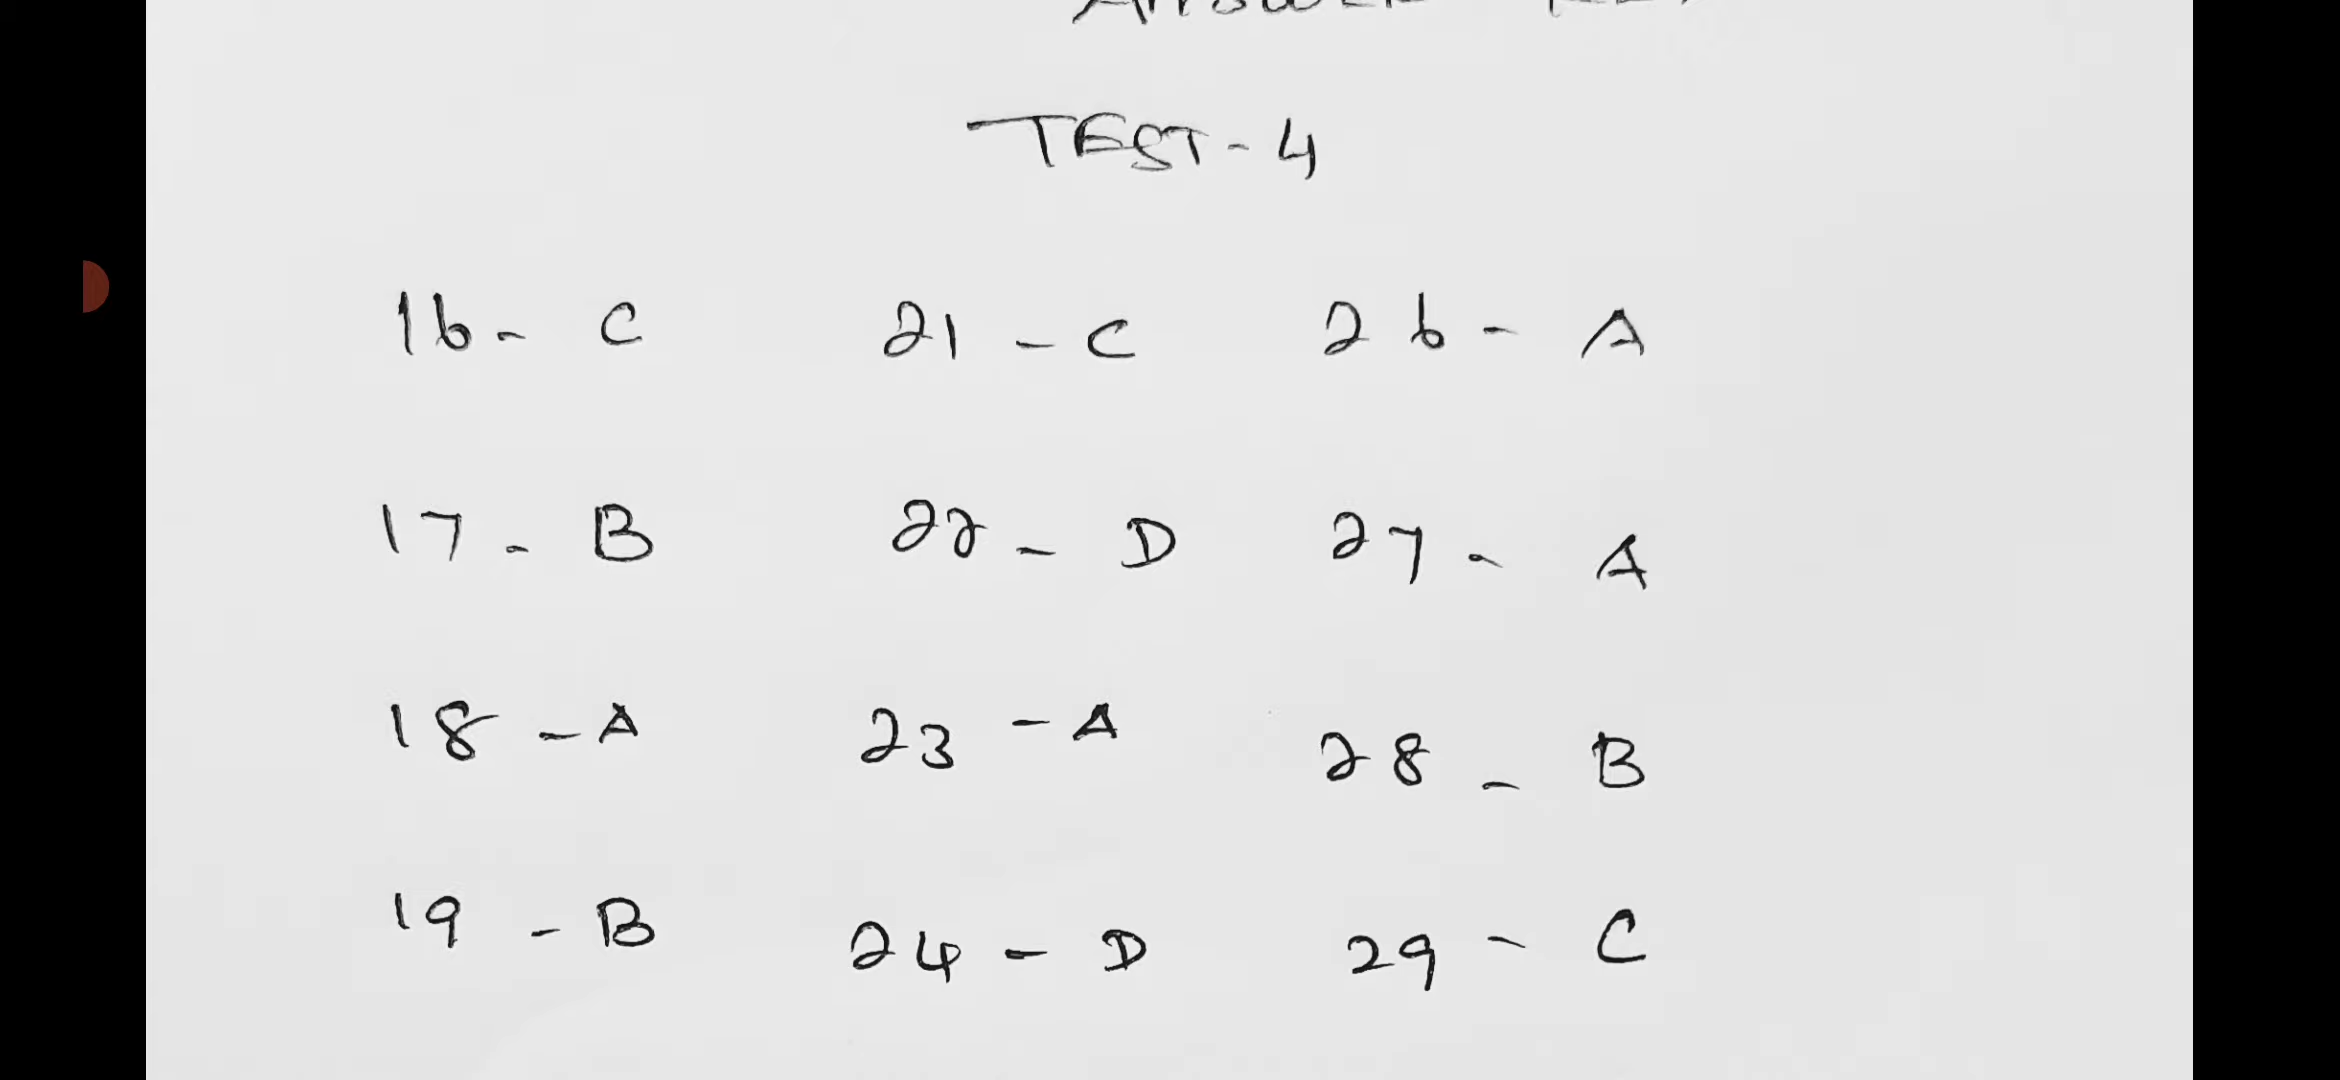 TEST-4
16- C 21 - C 26 - A
17 - B 22 - D 27 - A
18 - A 23 - A 28 - B
19 - B 24 - D 29 - C